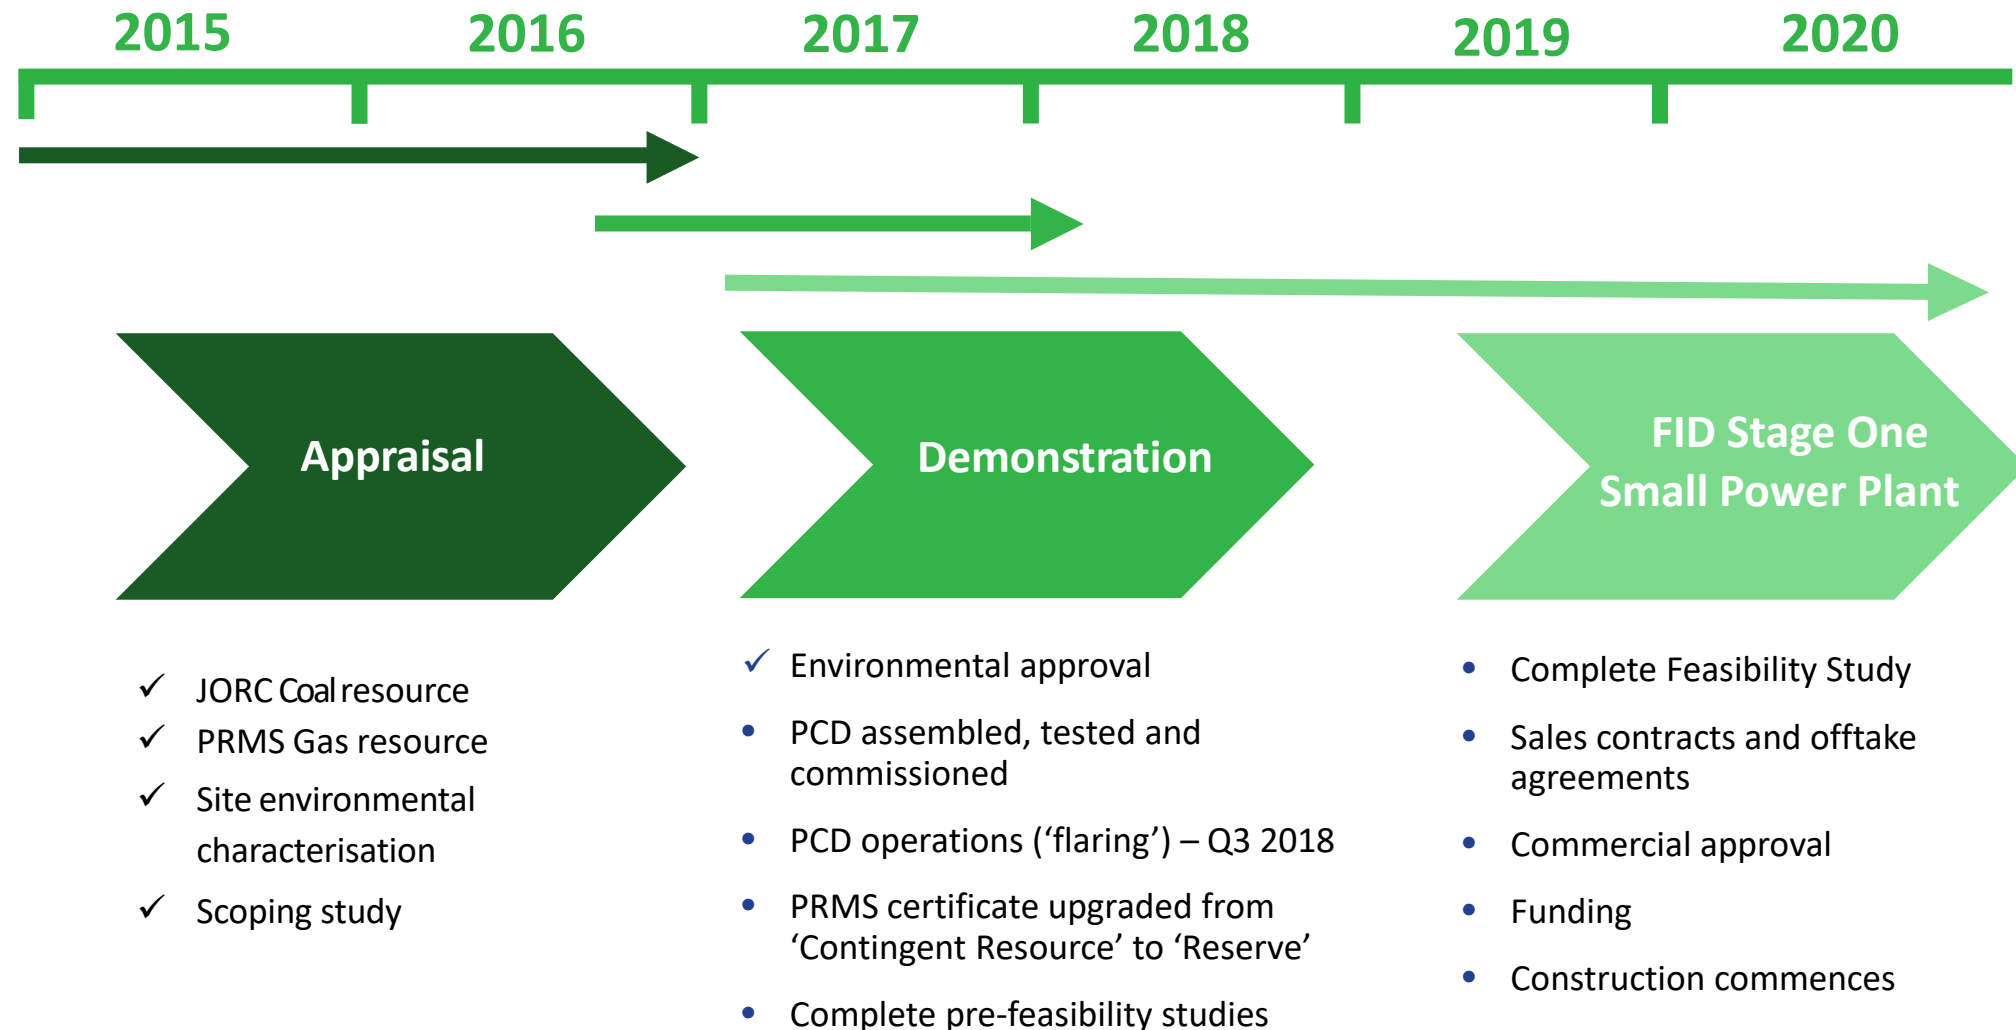 2015 2016 2017 2018 2019 2020
Appraisal
Demonstration
FID Stage One
Small Power Plant
✓ JORC Coal resource
✓ PRMS Gas resource
✓ Site environmental
characterisation
✓ Scoping study
✓ Environmental approval
• PCD assembled, tested and
commissioned
• PCD operations (‘flaring’) – Q3 2018
• PRMS certificate upgraded from
‘Contingent Resource’ to ‘Reserve’
• Complete pre-feasibility studies
• Complete Feasibility Study
• Sales contracts and offtake
agreements
• Commercial approval
• Funding
• Construction commences